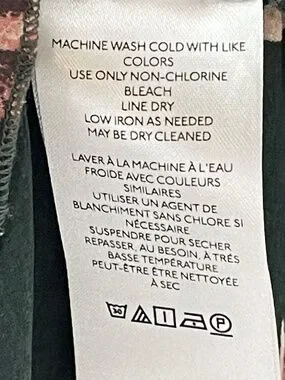 MACHINE WASH COLD WITH LIKE
COLORS
USE ONLY NON-CHLORINE
BLEACH
LINE DRY
LOW IRON AS NEEDED
MAY BE DRY CLEANED
LAVER À LA MACHINE À L'EAU
FROIDE AVEC COULEURS
SIMILAIRES
UTILISER UN AGENT DE
BLANCHIMENT SANS CHLORE SI
NÉCESSAIRE
SUSPENDRE POUR SECHER
REPASSER, AU BESOIN, À TRÈS
BASSE TEMPÉRATURE
PEUT-ÊTRE ÊTRE NETTOYÉE
À SEC
30 P